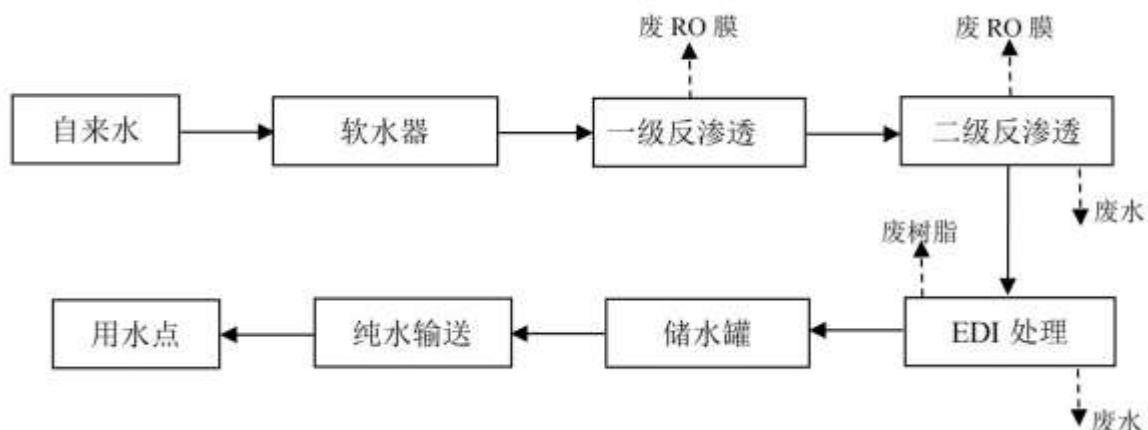 废 RO 膜
废 RO 膜
自来水
软水器
一级反渗透
二级反渗透
废水
废树脂
用水点
纯水输送
储水罐
EDI 处理
废水